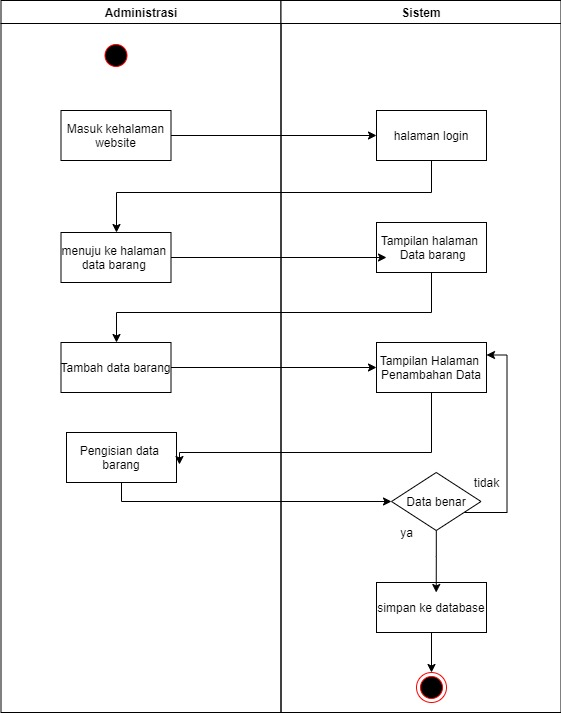 Administrasi
Sistem
Masuk kehalaman
website
halaman login
menuju ke halaman
data barang
Tampilan halaman
Data barang
Tambah data barang
Tampilan Halaman
Penambahan Data
Pengisian data
barang
tidak
Data benar
ya
simpan ke database